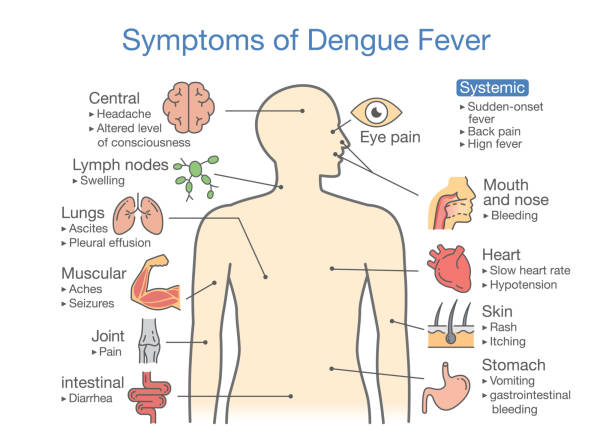 Symptoms of Dengue Fever
Central
▸ Headache
▸ Altered level
of consciousness
Lymph nodes
▸ Swelling
Lungs
▸ Ascites
▸ Pleural effusion
Muscular
▸ Aches
▸ Seizures
Joint
▸ Pain
intestinal
▸ Diarrhea
Eye pain
Systemic
▸ Sudden-onset
fever
▸ Back pain
▸ Hign fever
Mouth
and nose
▸ Bleeding
Heart
▸ Slow heart rate
▸ Hypotension
Skin
▸ Rash
▸ Itching
Stomach
▸ Vomiting
▸ gastrointestinal
bleeding